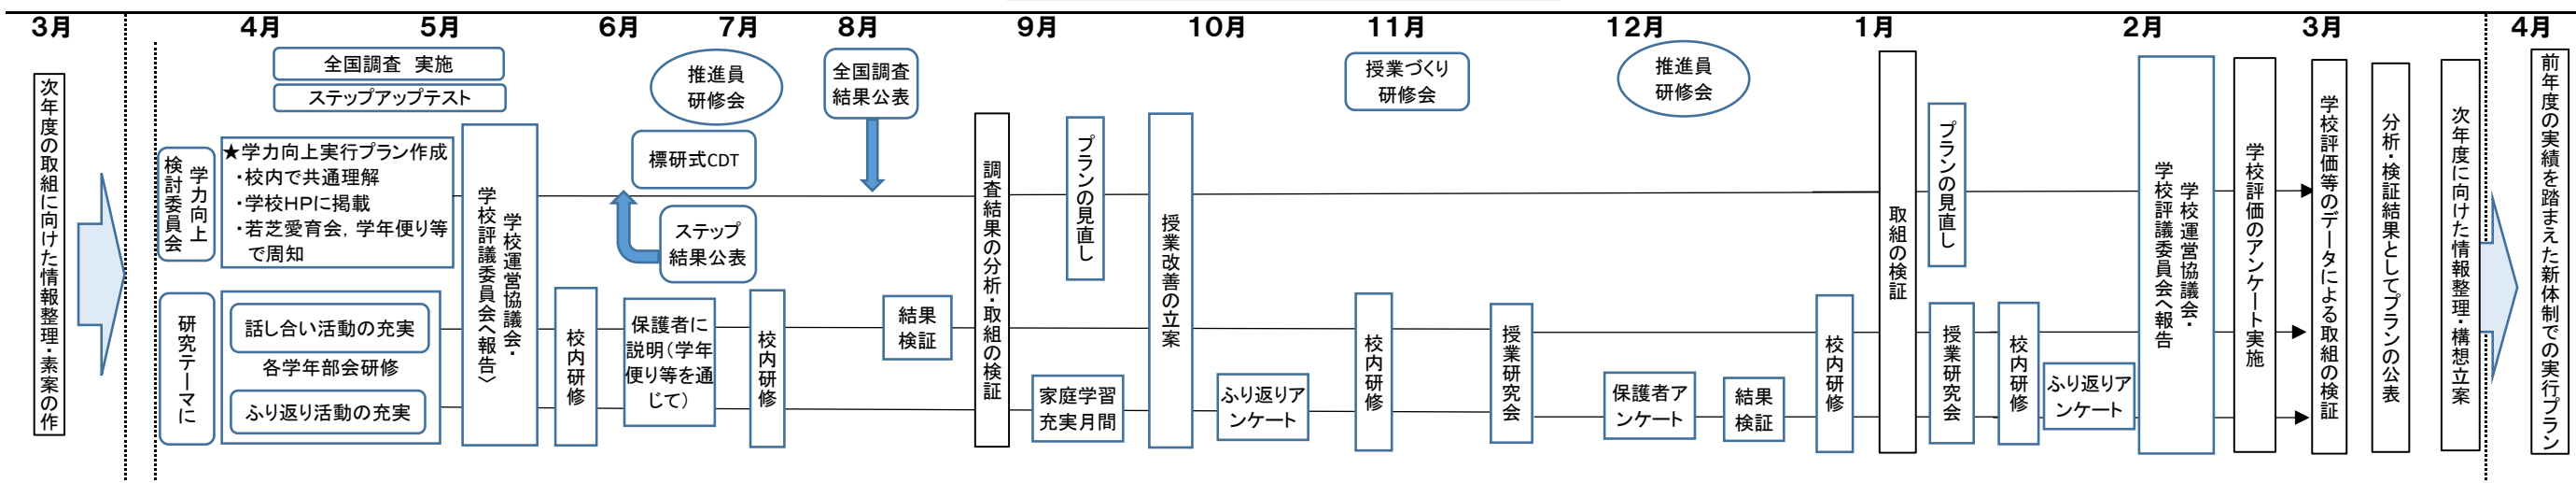 3月
4月
5月
6月
7月
8月
9月
10月
11月
12月
1月
2月
3月
4月
次年度の取組に向けた情報整理・素案の作
全国調査　実施
ステップアップテスト
学力向上
検討委員会
★学力向上実行プラン作成
・校内で共通理解
・学校HPに掲載
・若芝愛育会，学年便り等
で周知
研究テーマに
話し合い活動の充実
各学年部会研修
ふり返り活動の充実
学校運営協議会・
学校評議委員会へ報告〉
校内研修
推進員
研修会
標研式CDT
ステップ
結果公表
保護者に
説明（学年
便り等を通
じて）
校内研修
全国調査
結果公表
結果
検証
調査結果の分析・取組の検証
プランの見直し
家庭学習
充実月間
授業改善の立案
ふり返りア
ンケート
授業づくり
研修会
校内研修
授業研究会
推進員
研修会
保護者ア
ンケート
結果
検証
校内研修
取組の検証
プランの見直し
授業研究会
校内研修
ふり返りア
ンケート
学校運営協議会・
学校評議委員会へ報告
学校評価のアンケート実施
学校評価等のデータによる取組の検証
分析・検証結果としてプランの公表
次年度に向けた情報整理・構想立案
前年度の実績を踏まえた新体制での実行プラン